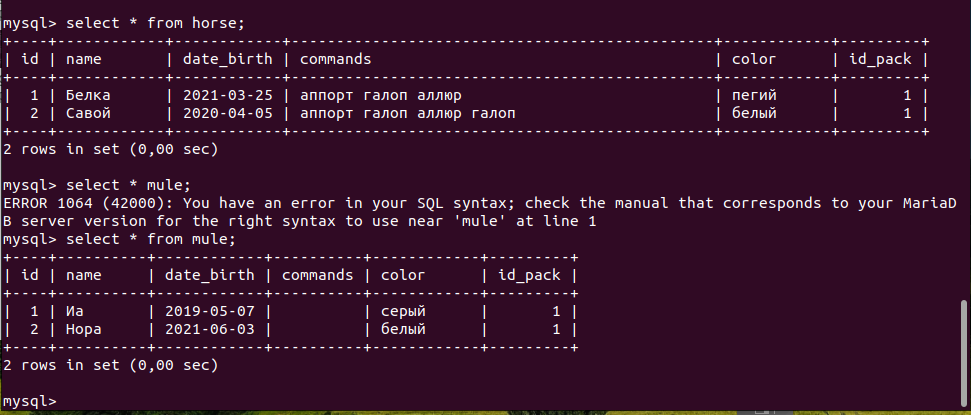 mysql> select * from horse;
+----+------------+------------+-----------------------------------------------+------------+---------+
| id | name       | date_birth | commands                                      | color      | id_pack |
+----+------------+------------+-----------------------------------------------+------------+---------+
|  1 | Белка      | 2021-03-25 | аппорт галоп аллюр                            | пегий      |       1 |
|  2 | Савой      | 2020-04-05 | аппорт галоп аллюр галоп                      | белый      |       1 |
+----+------------+------------+-----------------------------------------------+------------+---------+
2 rows in set (0,00 sec)
mysql> select * mule;
ERROR 1064 (42000): You have an error in your SQL syntax; check the manual that corresponds to your MariaD
B server version for the right syntax to use near 'mule' at line 1
mysql> select * from mule;
+----+----------+------------+----------+------------+---------+
| id | name     | date_birth | commands | color      | id_pack |
+----+----------+------------+----------+------------+---------+
|  1 | Иа       | 2019-05-07 |          | серый      |       1 |
|  2 | Нора     | 2021-06-03 |          | белый      |       1 |
+----+----------+------------+----------+------------+---------+
2 rows in set (0,00 sec)
mysql>